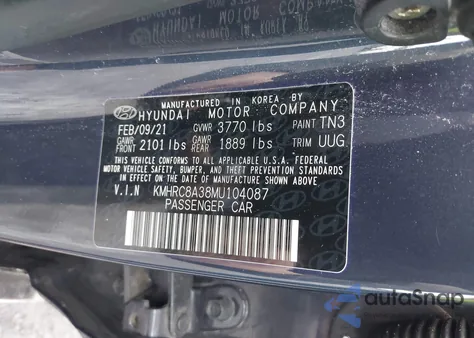 MANUFACTURED IN KOREA BY
HYUNDAI MOTOR COMPANY
FEB/09/21 GVWR 3770 lbs PAINT TN3
GAWR FRONT 2101 lbs GAWR REAR 1889 lbs TRIM UUG
THIS VEHICLE CONFORMS TO ALL APPLICABLE U.S.A. FEDERAL
MOTOR VEHICLE SAFETY, BUMPER, AND THEFT PREVENTION
STANDARDS IN EFFECT ON THE DATE OF MANUFACTURE SHOWN ABOVE.
V.I.N KMHRC8A38MU104087
PASSENGER CAR
autoSnap